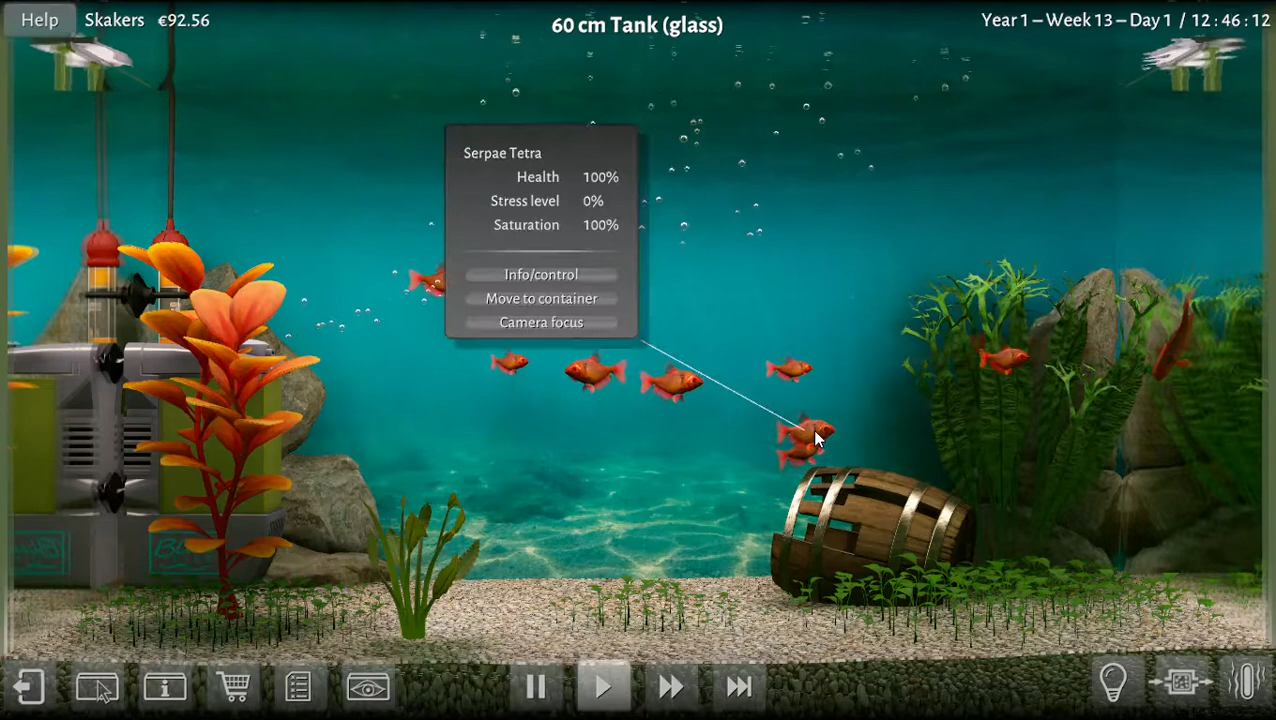 Help Skakers €92.56
60 cm Tank (glass)
Year 1 – Week 13 – Day 1 / 12:46:12
Serpae Tetra
Health 100%
Stress level 0%
Saturation 100%
Info/control
Move to container
Camera focus